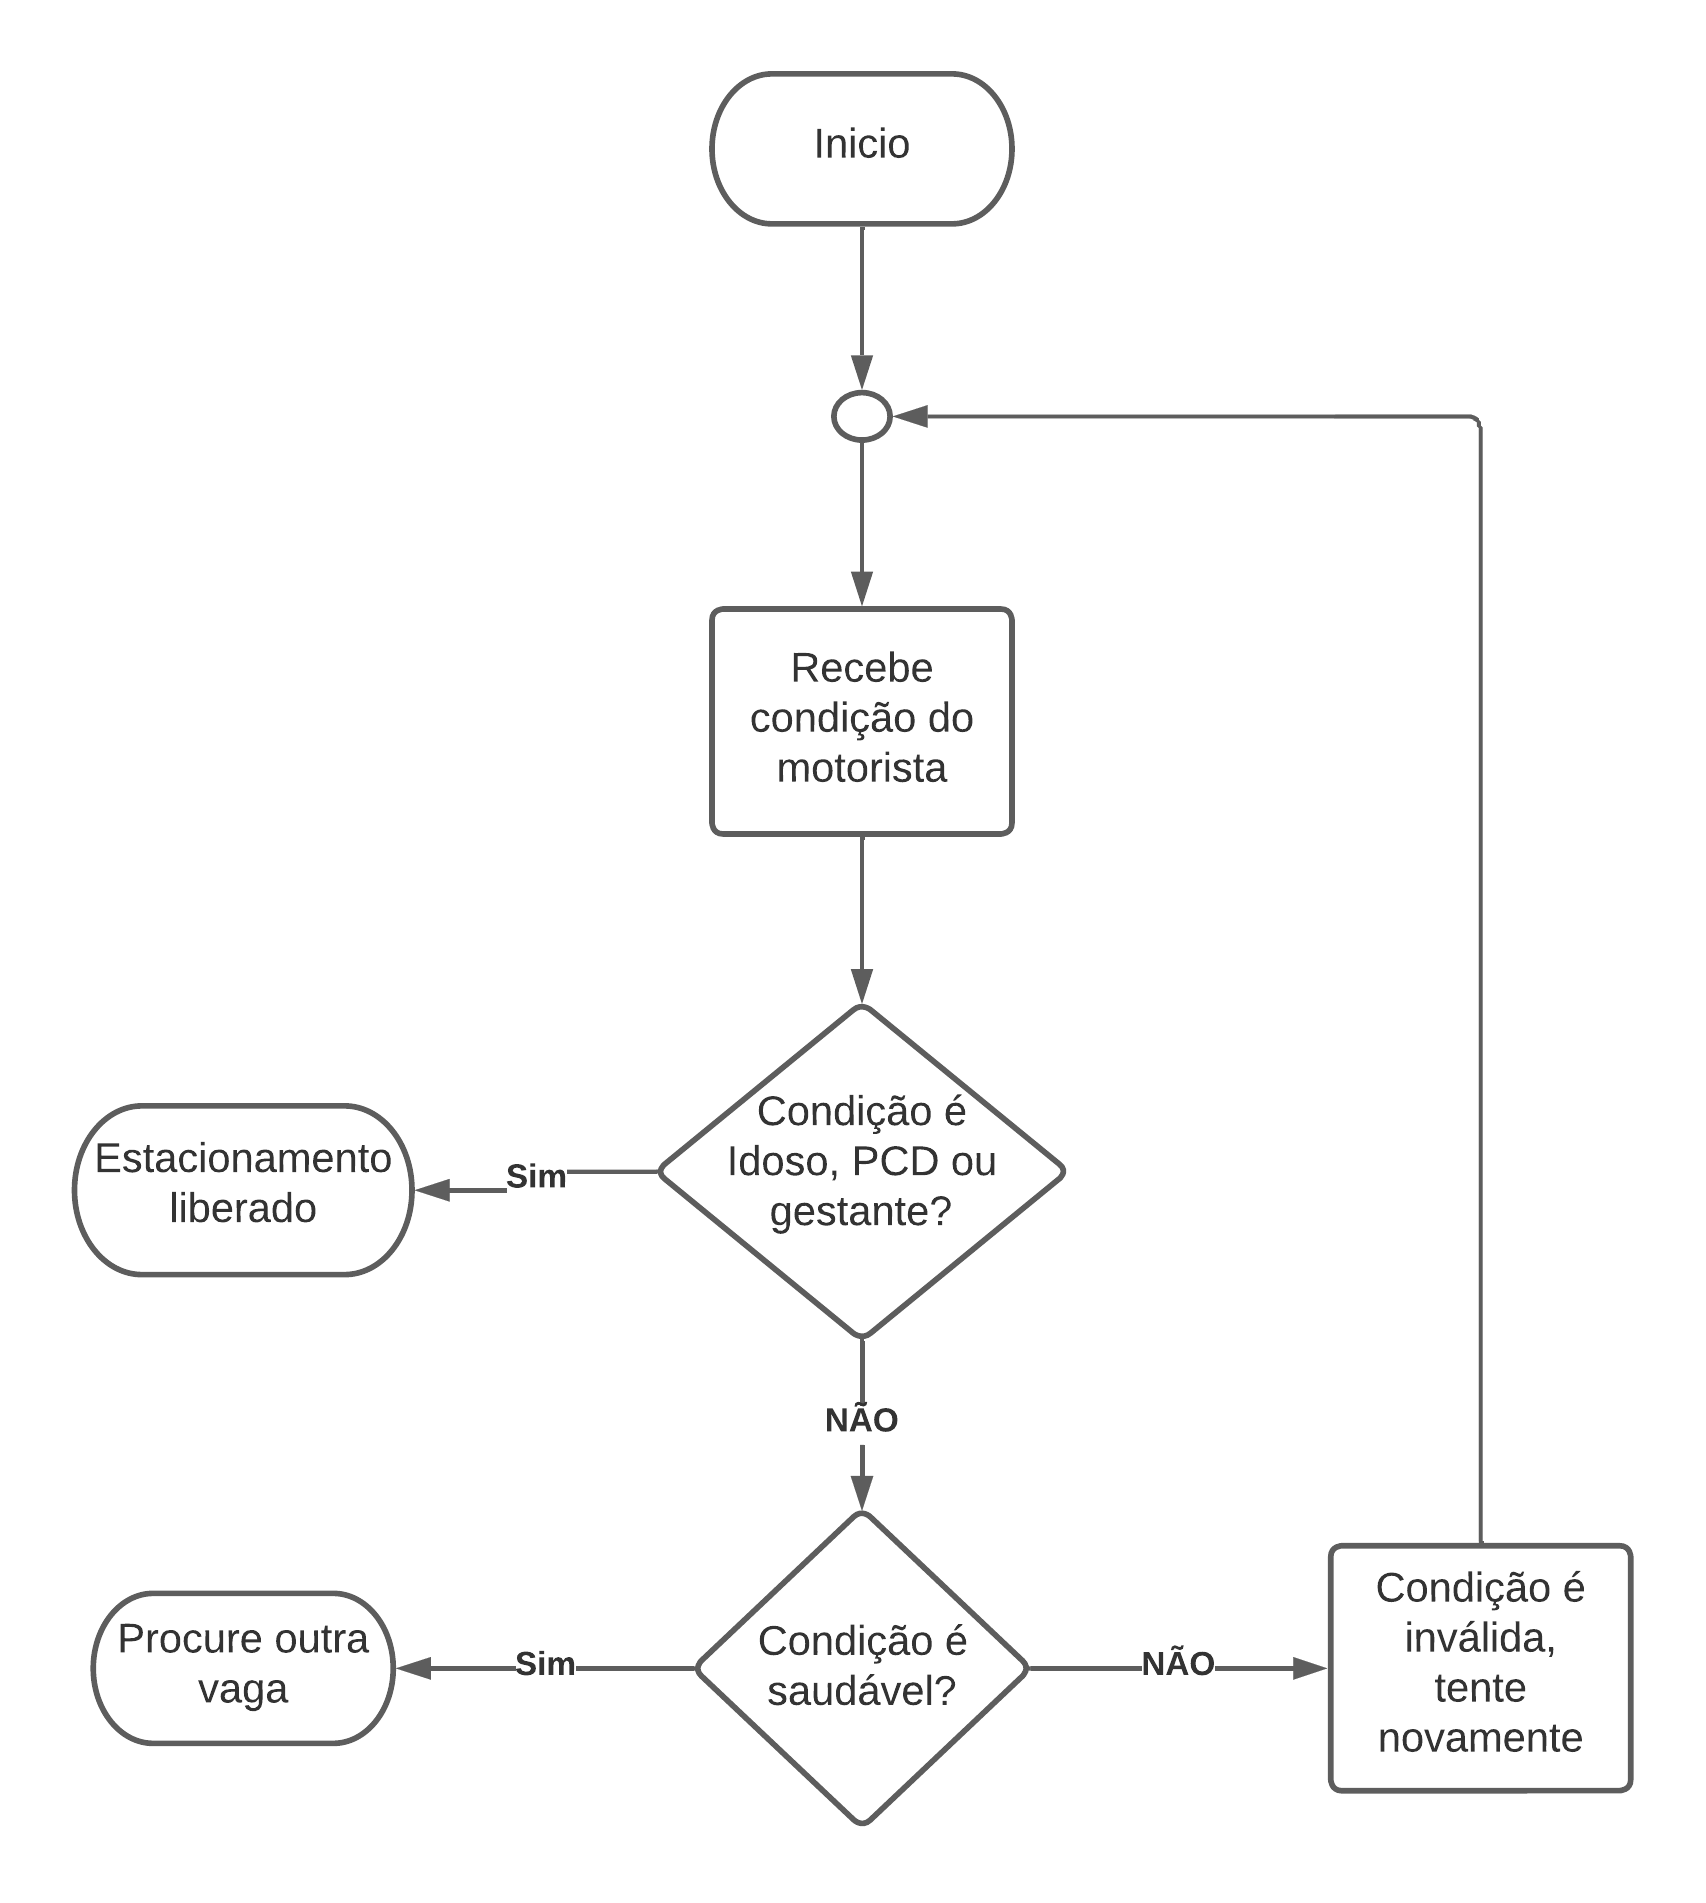 Inicio
Recebe
condição do
motorista
Condição é
Idoso, PCD ou
gestante?
Sim
Estacionamento
liberado
NÃO
Condição é
saudável?
Sim
Procure outra
vaga
NÃO
Condição é
inválida,
tente
novamente